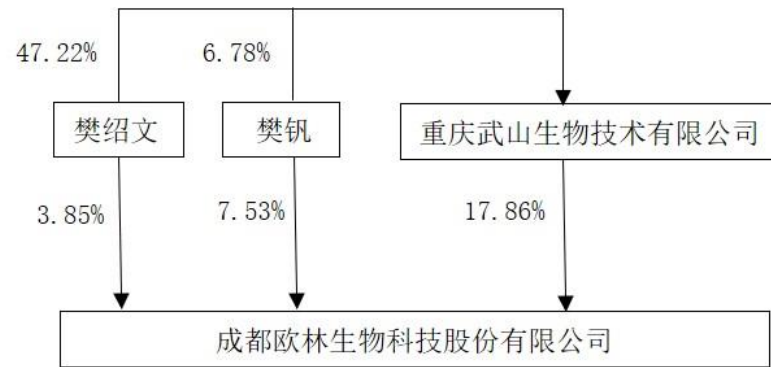 47.22%
6.78%
樊绍文
樊钒
重庆武山生物技术有限公司
3.85%
7.53%
17.86%
成都欧林生物科技股份有限公司